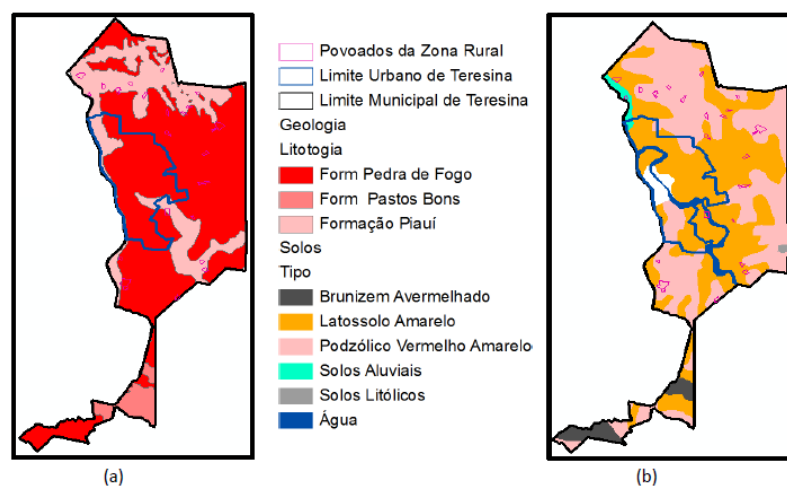 Povoados da Zona Rural
Limite Urbano de Teresina
Limite Municipal de Teresina
Geologia
Litotogia
Form Pedra de Fogo
Form Pastos Bons
Formação Piauí
Solos
Tipo
Brunizem Avermelhado
Latossolo Amarelo
Podzólico Vermelho Amarelo
Solos Aluviais
Solos Litólicos
Água
(a)
(b)